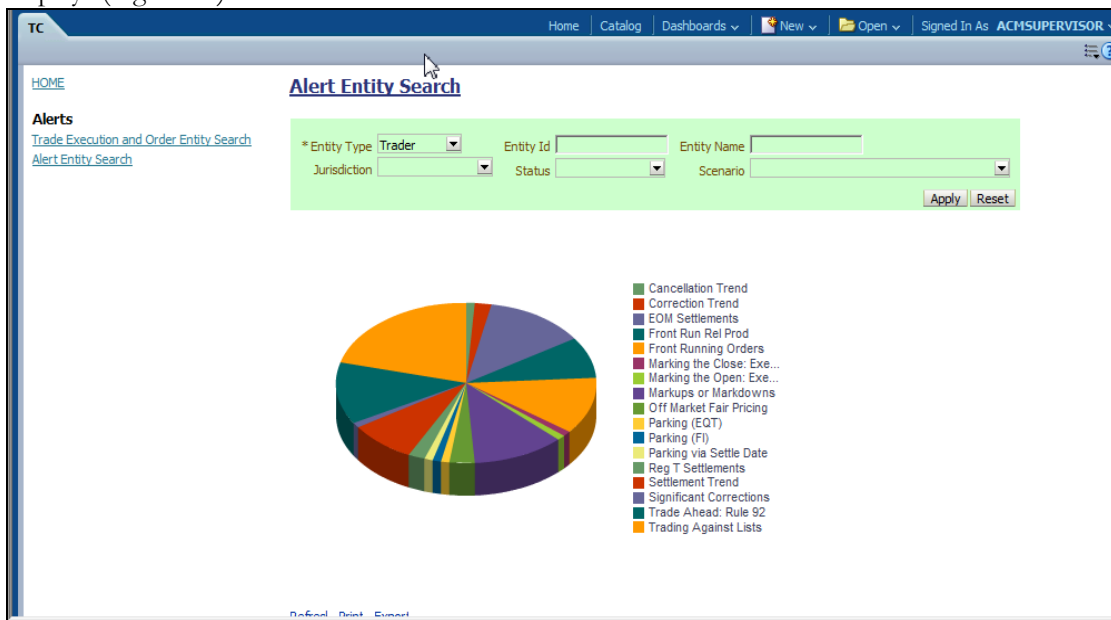 TC
Home Catalog Dashboards New Open Signed In As ACMSUPERVISOR
HOME
Alert Entity Search
Alerts
Trade Execution and Order Entity Search
Alert Entity Search
*Entity Type Trader Entity Id Entity Name
Jurisdiction Status Scenario
Apply Reset
Cancellation Trend
Correction Trend
EOM Settlements
Front Run Rel Prod
Front Running Orders
Marking the Close: Exe...
Marking the Open: Exe...
Markups or Markdowns
Off Market Fair Pricing
Parking (EQT)
Parking (FI)
Parking via Settle Date
Reg T Settlements
Settlement Trend
Significant Corrections
Trade Ahead: Rule 92
Trading Against Lists
Print Export